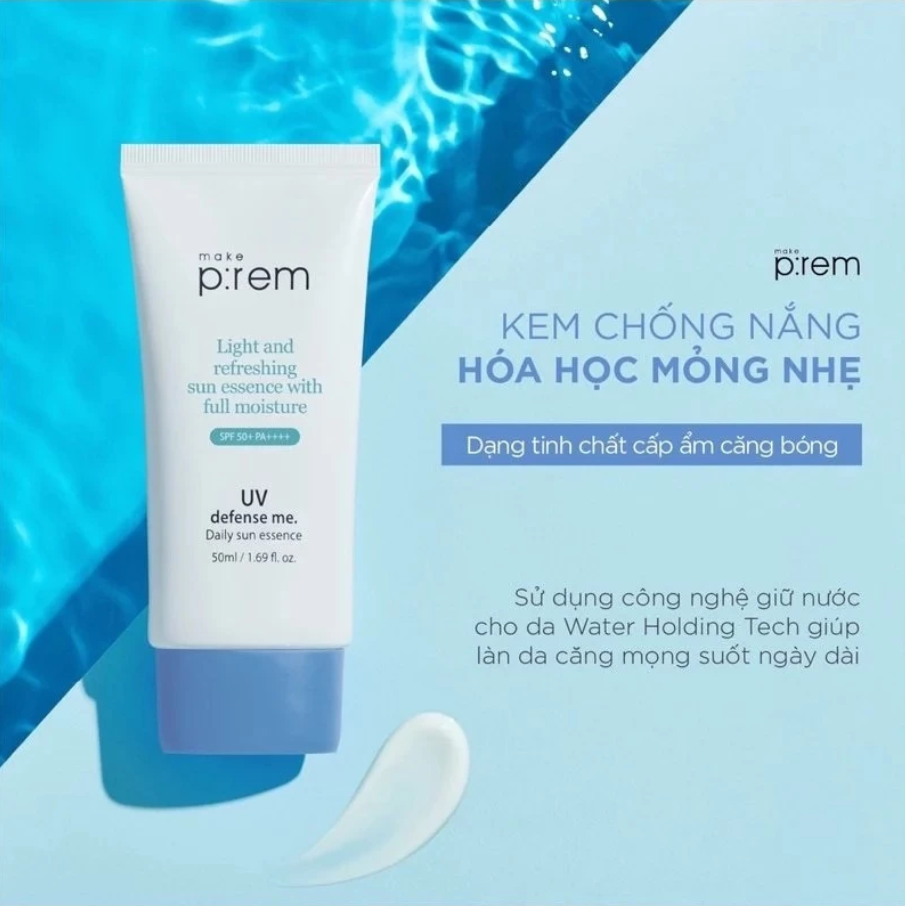 make
p:rem
Light and
refreshing
sun essence with
full moisture
SPF 50+ PA++++
UV
defense me.
Daily sun essence
50ml / 1.69 fl. oz.
make
p:rem
KEM CHỐNG NẮNG
HÓA HỌC MỎNG NHẸ
Dạng tinh chất cấp ẩm căng bóng
Sử dụng công nghệ giữ nước
cho da Water Holding Tech giúp
làn da căng mọng suốt ngày dài